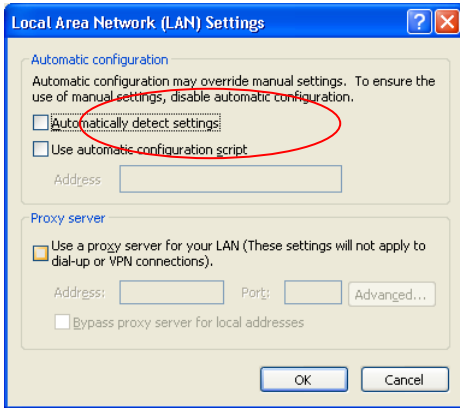 Local Area Network (LAN) Settings
Automatic configuration
Automatic configuration may override manual settings. To ensure the
use of manual settings, disable automatic configuration.
Automatically detect settings
Use automatic configuration script
Address
Proxy server
Use a proxy server for your LAN (These settings will not apply to
dial-up or VPN connections).
Address: Port: Advanced...
Bypass proxy server for local addresses
OK Cancel